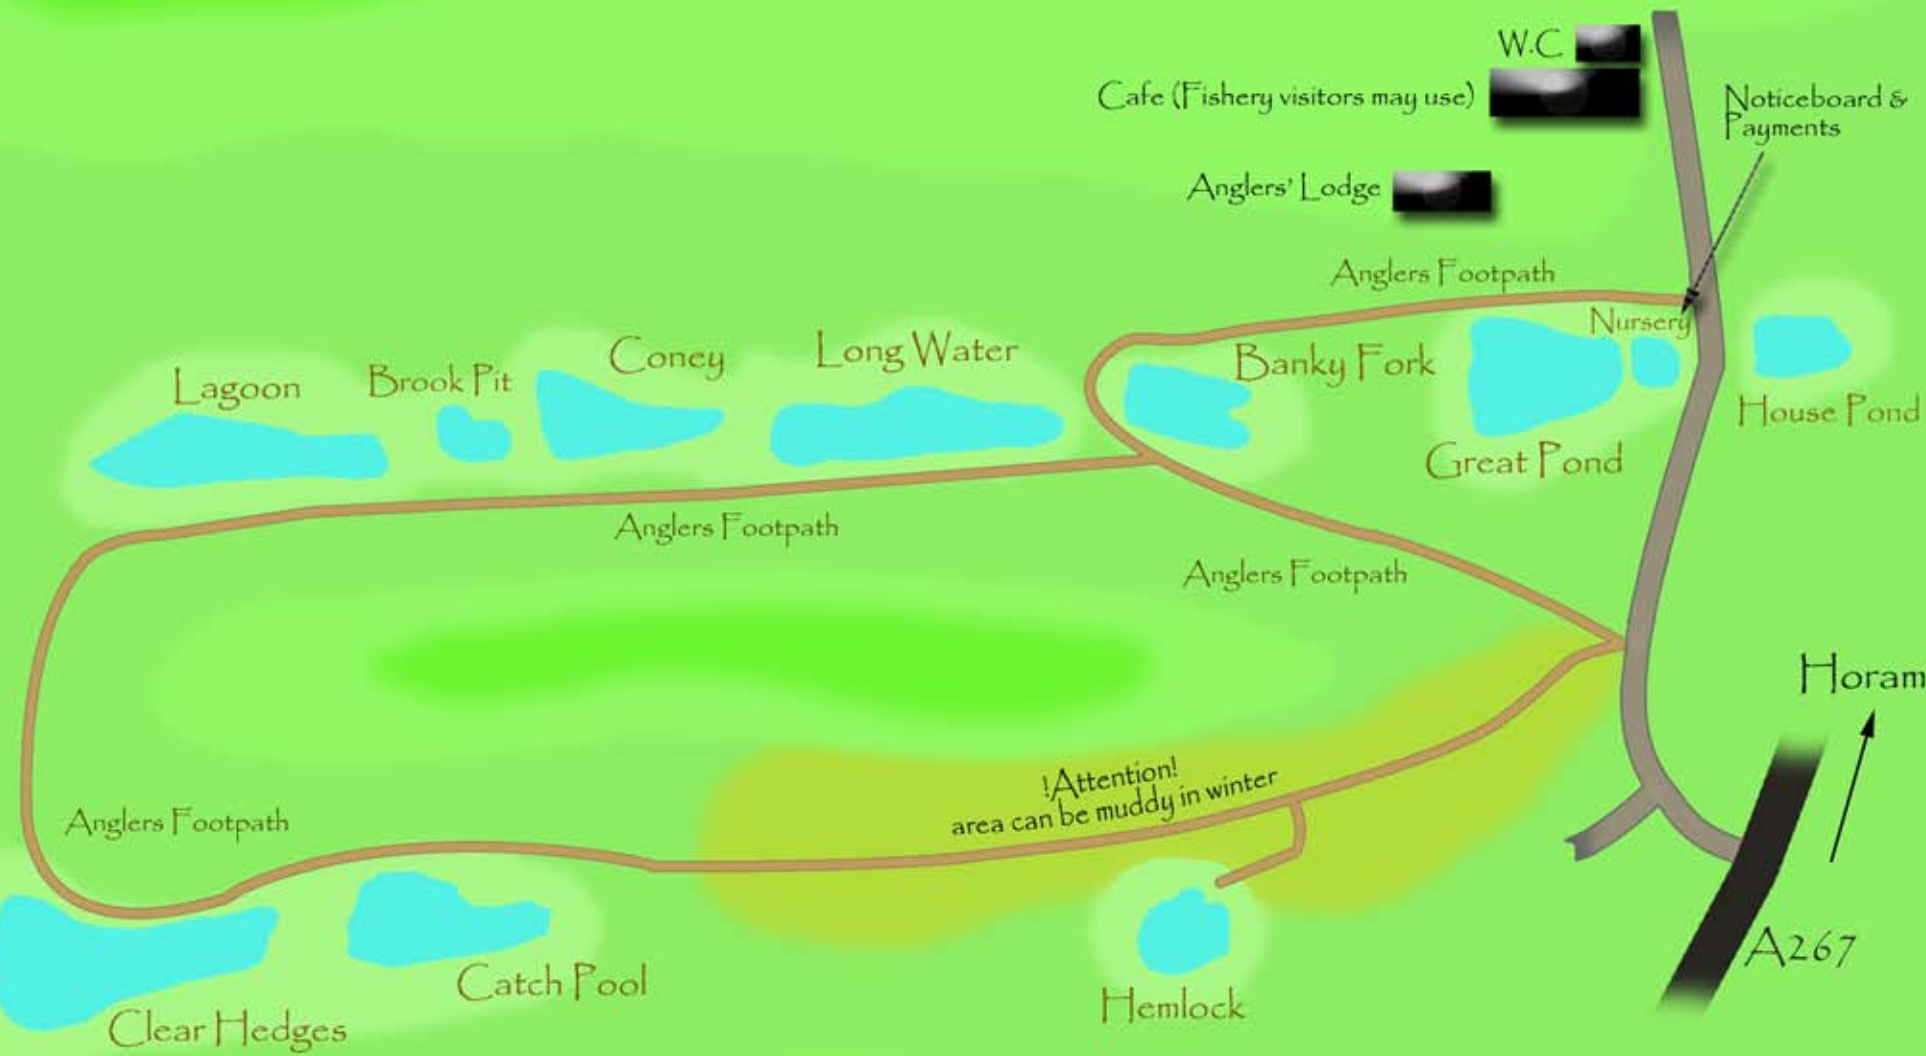 W.C
Cafe (Fishery visitors may use)
Noticeboard &
Payments
Anglers' Lodge
Anglers Footpath
Nursery
Banky Fork
Great Pond
House Pond
Long Water
Coney
Brook Pit
Lagoon
Anglers Footpath
Anglers Footpath
Horam
!Attention!
area can be muddy in winter
Anglers Footpath
A267
Catch Pool
Hemlock
Clear Hedges